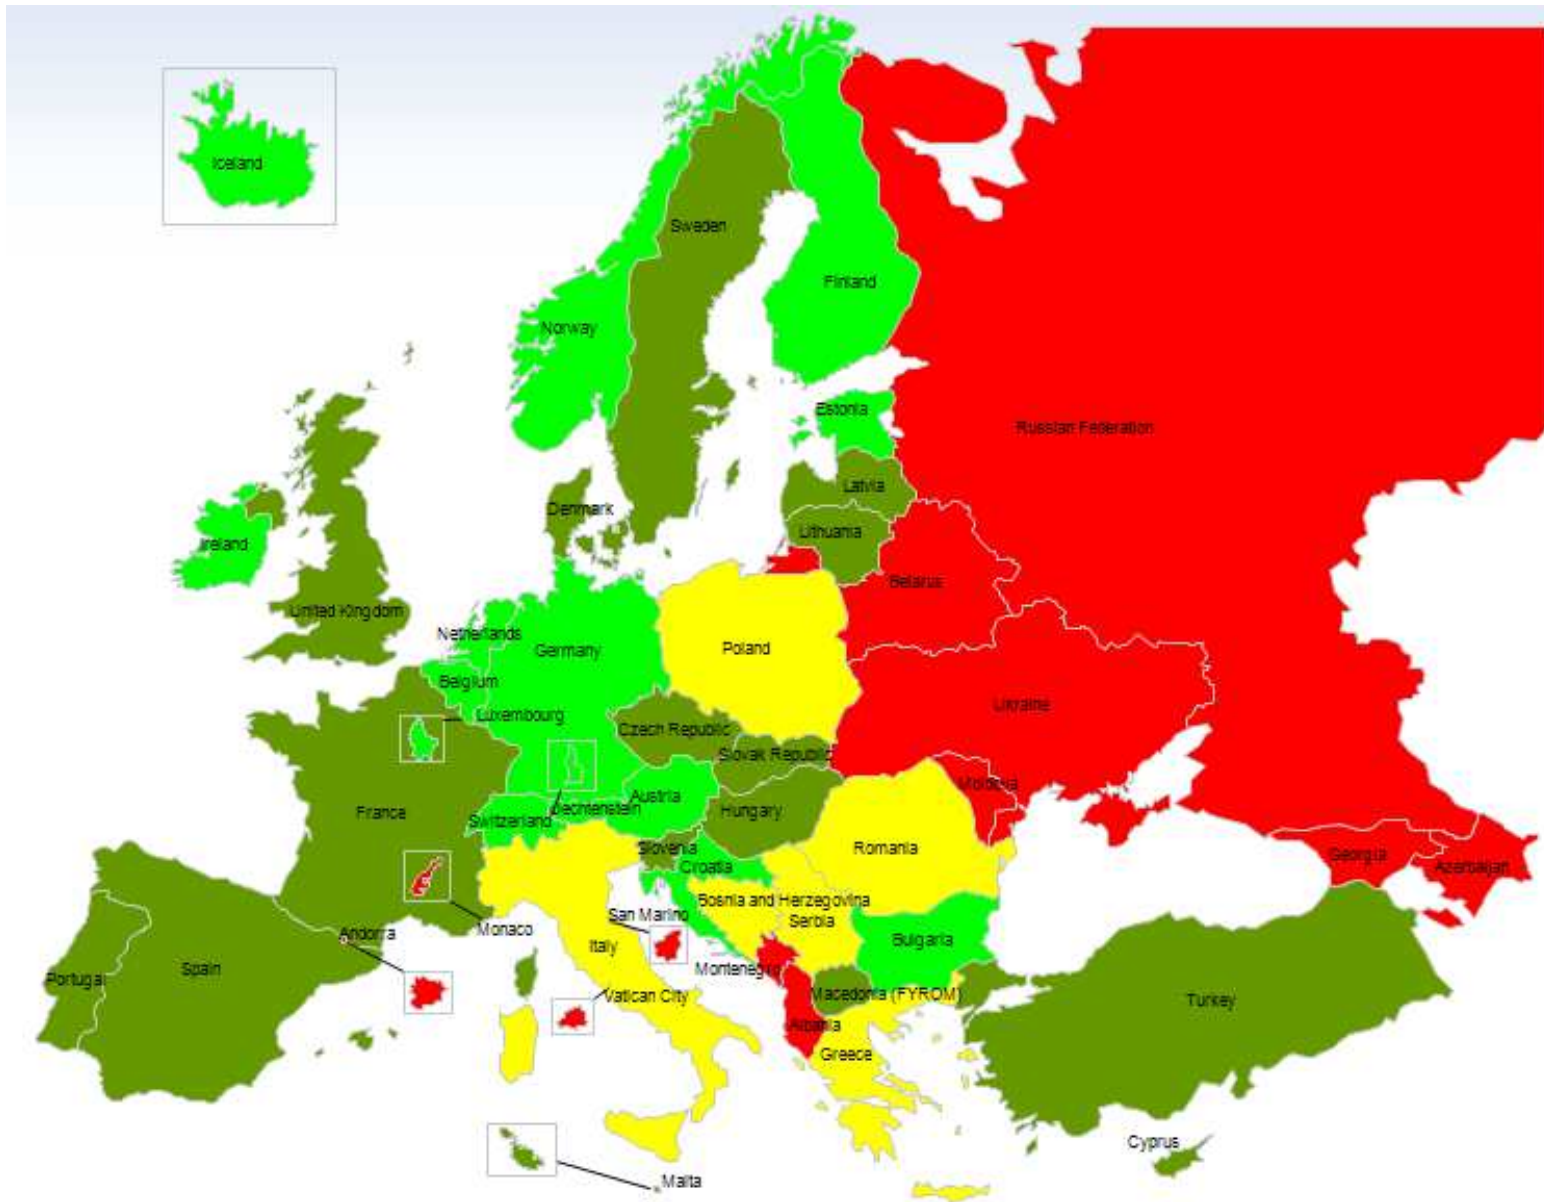 Iceland
Sweden
Finland
Norway
Estonia
Russian Federation
Latvia
Denmark
Lithuania
Ireland
Belarus
United Kingdom
Netherlands
Germany
Poland
Belgium
Ukraine
Luxembourg
Czech Republic
Slovak Republic
Moldova
Austria
Liechtenstein
France
Hungary
Switzerland
Slovenia
Romania
Georgia
Croatia
Azerbaijan
Bosnia and Herzegovina
San Marino
Serbia
Monaco
Andorra
Bulgaria
Italy
Spain
Montenegro
Portugal
Vatican City
Macedonia (FYROM)
Turkey
Albania
Greece
Cyprus
Malta